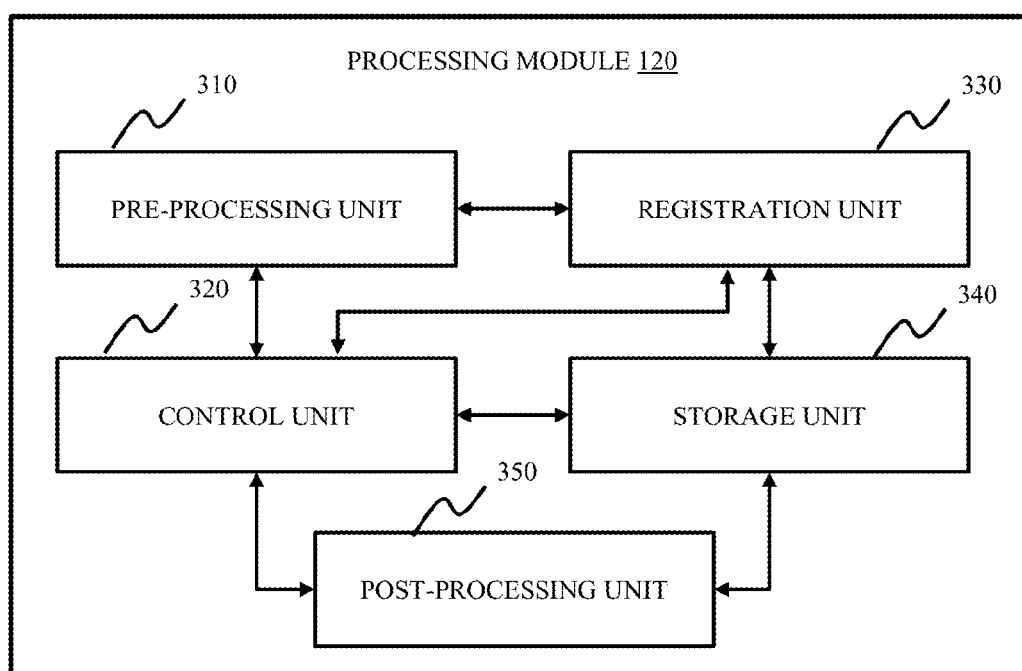 PROCESSING MODULE 120
310
330
PRE-PROCESSING UNIT
REGISTRATION UNIT
320
340
CONTROL UNIT
STORAGE UNIT
350
POST-PROCESSING UNIT